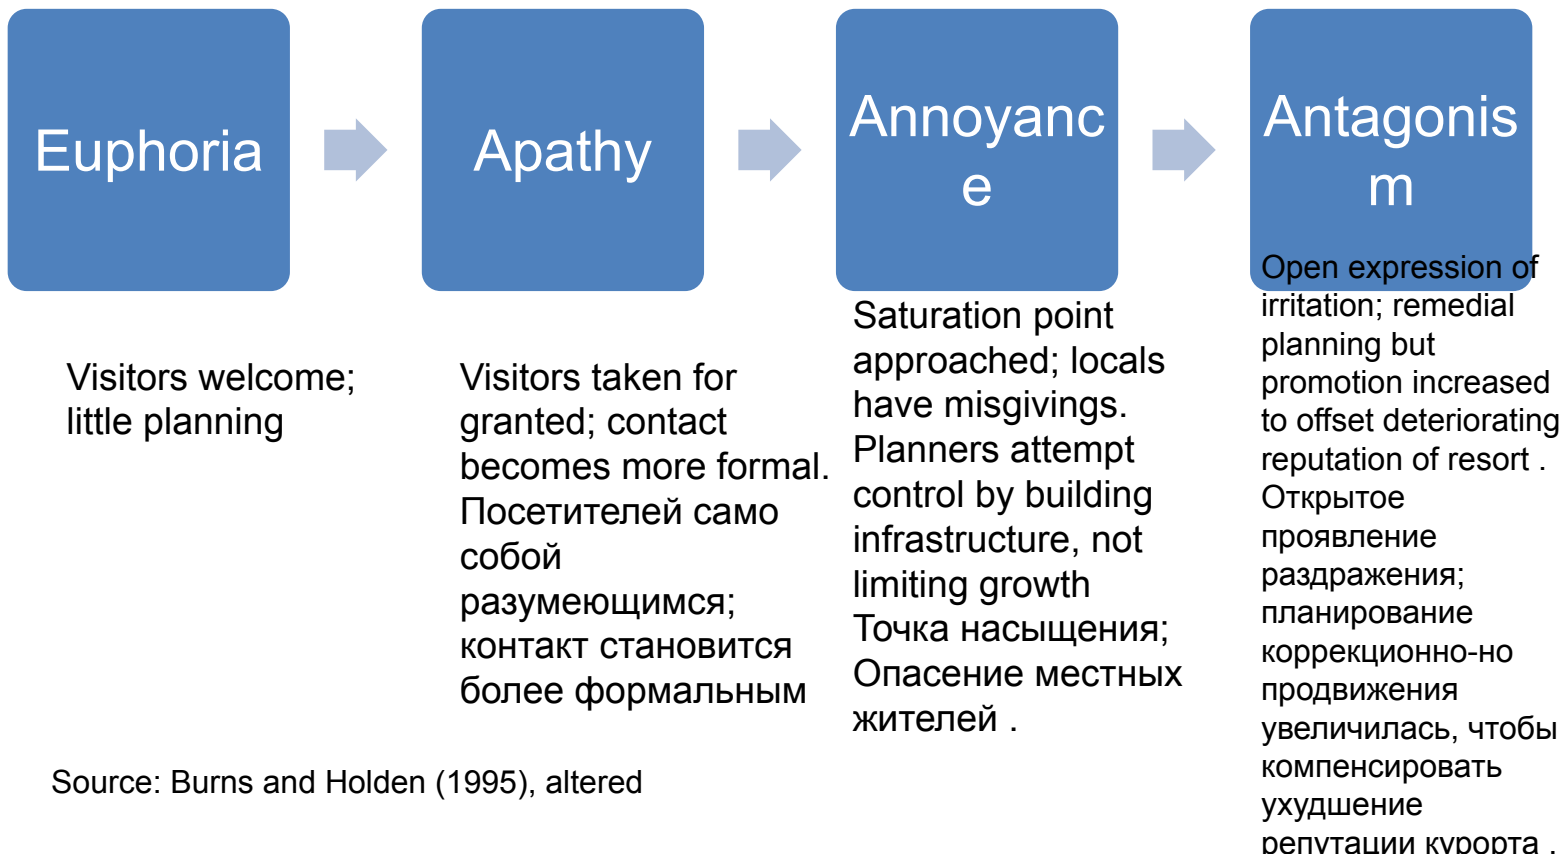 Euphoria
Apathy
Annoyanc
e
Antagonis
m
Visitors welcome;
little planning
Visitors taken for
granted; contact
becomes more formal.
Посетителей само
собой
разумеющимся;
контакт становится
более формальным
Saturation point
approached; locals
have misgivings.
Planners attempt
control by building
infrastructure, not
limiting growth
Точка насыщения;
Опасение местных
жителей .
Open expression of
irritation; remedial
planning but
promotion increased
to offset deteriorating
reputation of resort .
Открытое
проявление
раздражения;
планирование
коррекционно-но
продвижения
увеличилась, чтобы
компенсировать
ухудшение
репутации курорта .
Source: Burns and Holden (1995), altered